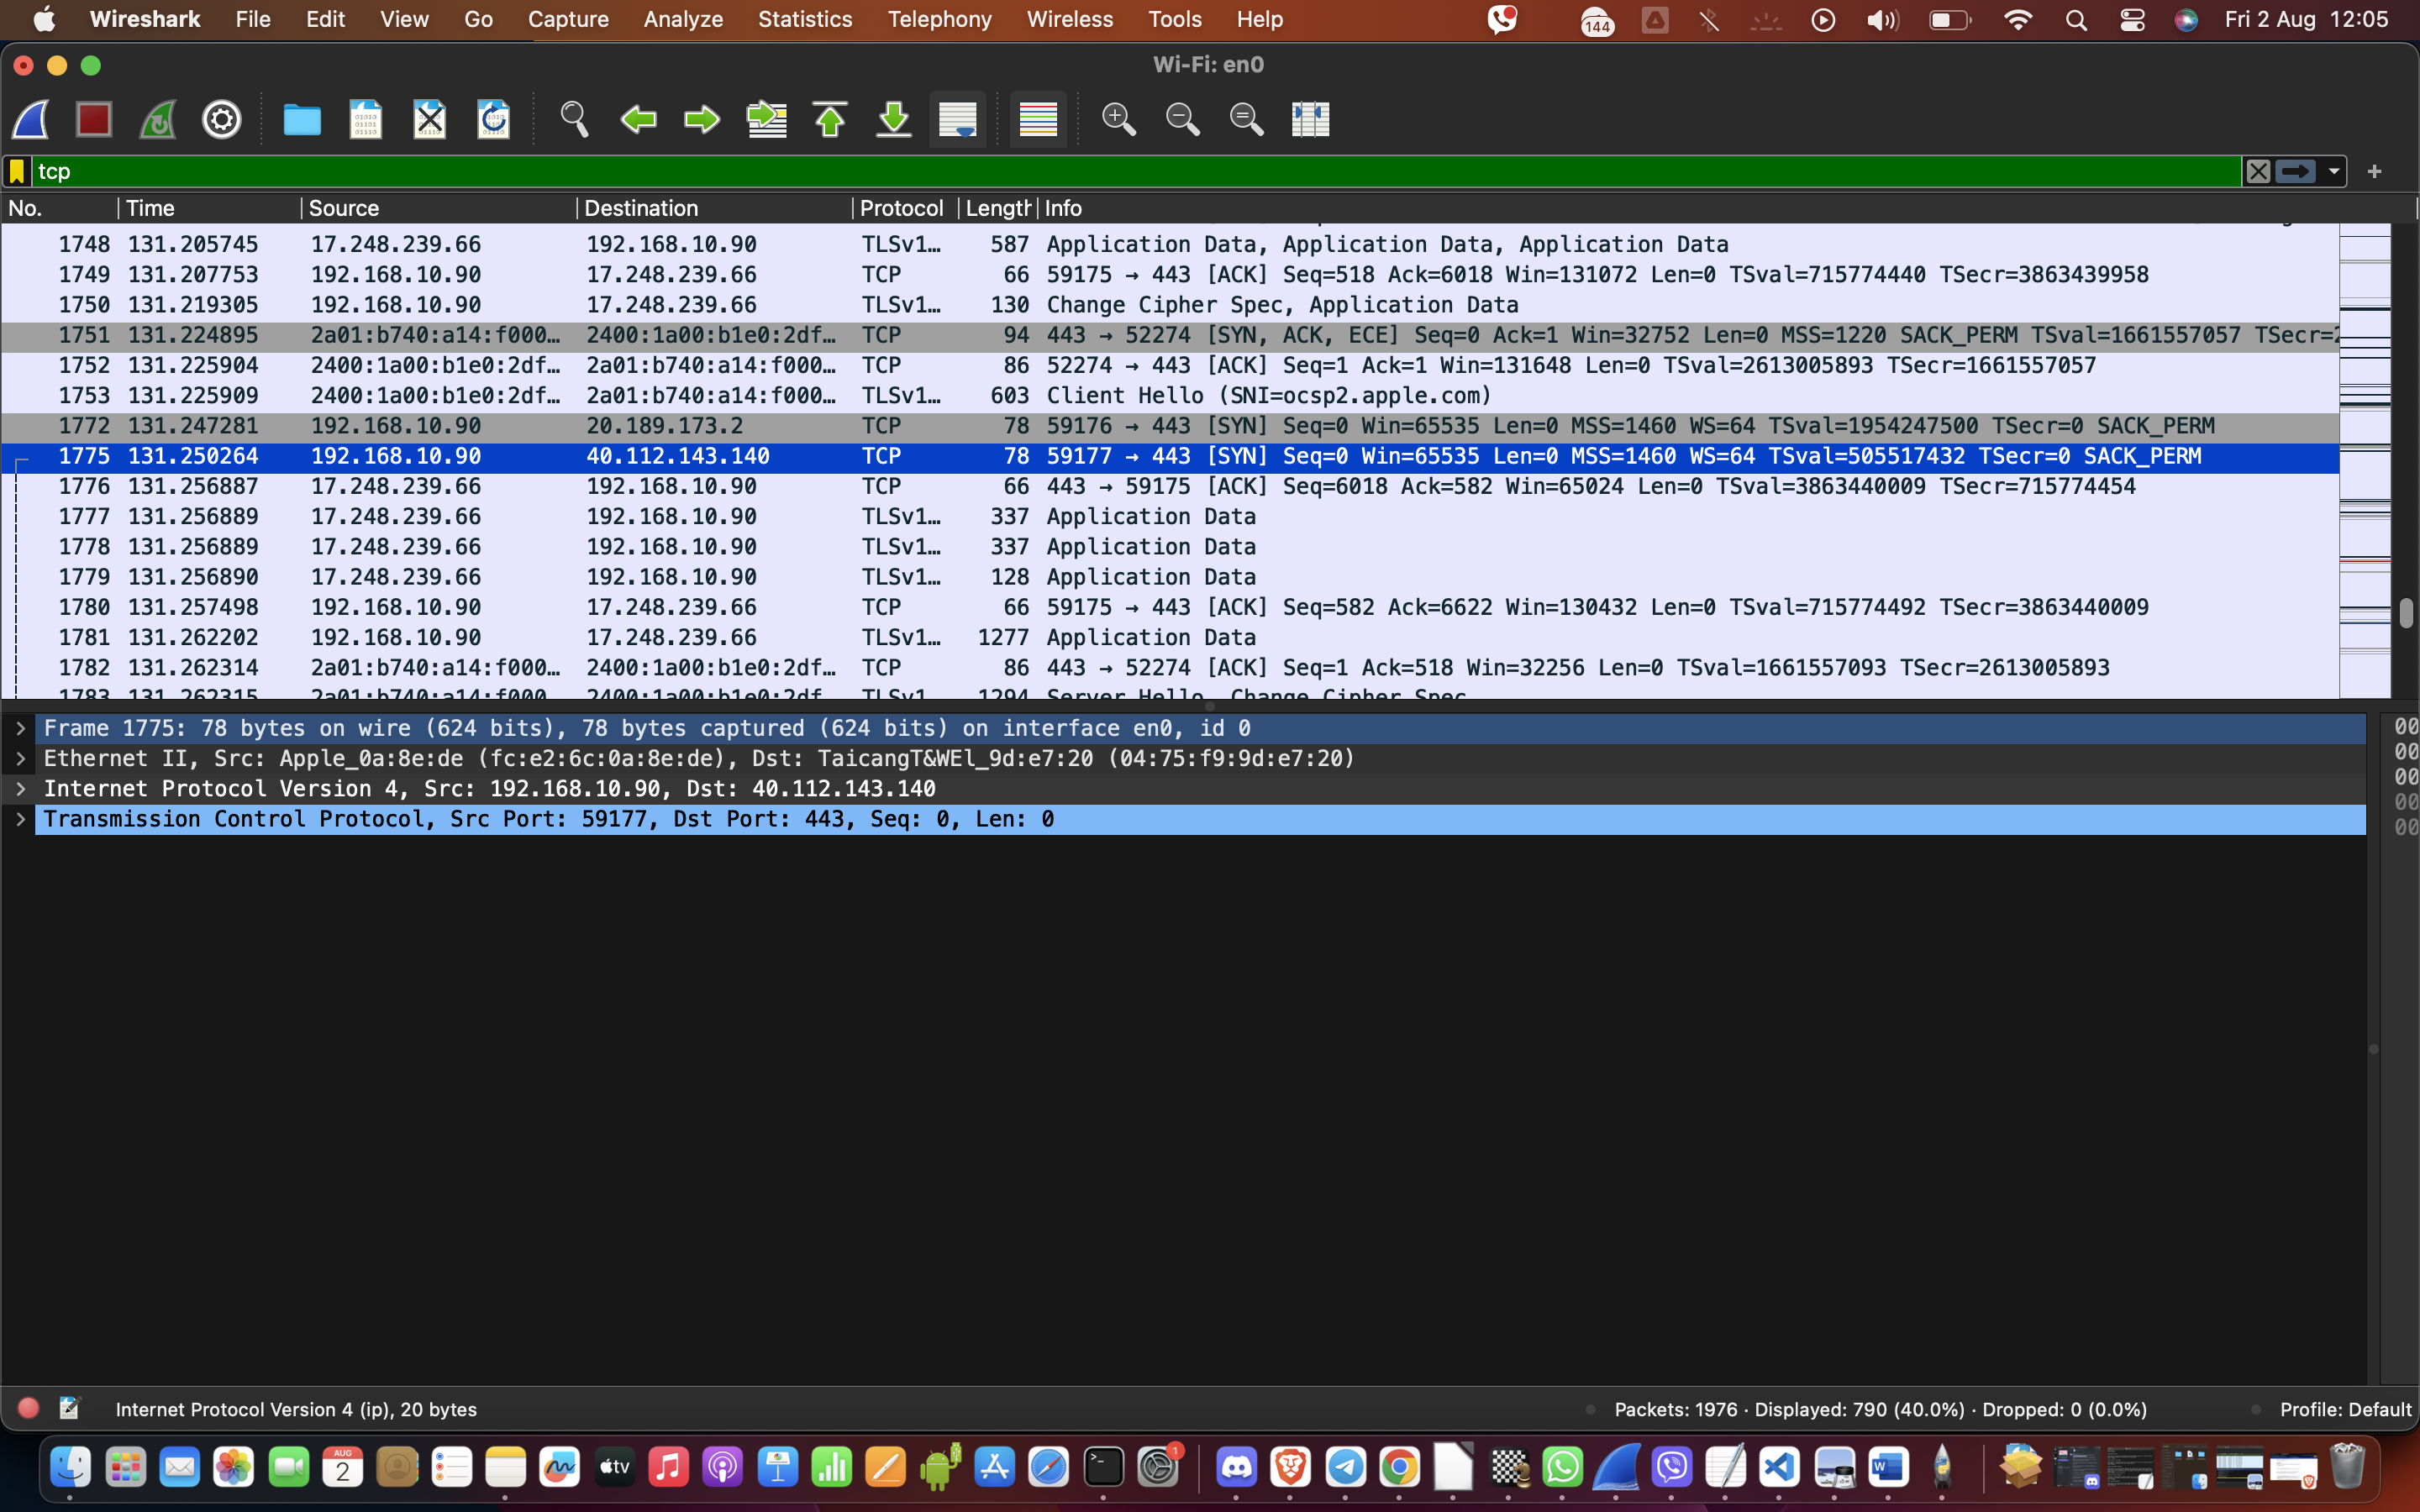 Wireshark File Edit View Go Capture Analyze Statistics Telephony Wireless Tools Help 144 Fri 2 Aug 12:05
Wi-Fi: en0
tcp
No. Time Source Destination Protocol Length Info
1748 131.205745 17.248.239.66 192.168.10.90 TLSv1… 587 Application Data, Application Data, Application Data
1749 131.207753 192.168.10.90 17.248.239.66 TCP 66 59175 → 443 [ACK] Seq=518 Ack=6018 Win=131072 Len=0 TSval=715774440 TSecr=3863439958
1750 131.219305 192.168.10.90 17.248.239.66 TLSv1… 130 Change Cipher Spec, Application Data
1751 131.224895 2a01:b740:a14:f000… 2400:1a00:b1e0:2df… TCP 94 443 → 52274 [SYN, ACK, ECE] Seq=0 Ack=1 Win=32752 Len=0 MSS=1220 SACK_PERM TSval=1661557057 TSecr=2
1752 131.225904 2400:1a00:b1e0:2df… 2a01:b740:a14:f000… TCP 86 52274 → 443 [ACK] Seq=1 Ack=1 Win=131648 Len=0 TSval=2613005893 TSecr=1661557057
1753 131.225909 2400:1a00:b1e0:2df… 2a01:b740:a14:f000… TLSv1… 603 Client Hello (SNI=ocsp2.apple.com)
1772 131.247281 192.168.10.90 20.189.173.2 TCP 78 59176 → 443 [SYN] Seq=0 Win=65535 Len=0 MSS=1460 WS=64 TSval=1954247500 TSecr=0 SACK_PERM
1775 131.250264 192.168.10.90 40.112.143.140 TCP 78 59177 → 443 [SYN] Seq=0 Win=65535 Len=0 MSS=1460 WS=64 TSval=505517432 TSecr=0 SACK_PERM
1776 131.256887 17.248.239.66 192.168.10.90 TCP 66 443 → 59175 [ACK] Seq=6018 Ack=582 Win=65024 Len=0 TSval=3863440009 TSecr=715774454
1777 131.256889 17.248.239.66 192.168.10.90 TLSv1… 337 Application Data
1778 131.256889 17.248.239.66 192.168.10.90 TLSv1… 337 Application Data
1779 131.256890 17.248.239.66 192.168.10.90 TLSv1… 128 Application Data
1780 131.257498 192.168.10.90 17.248.239.66 TCP 66 59175 → 443 [ACK] Seq=582 Ack=6622 Win=130432 Len=0 TSval=715774492 TSecr=3863440009
1781 131.262202 192.168.10.90 17.248.239.66 TLSv1… 1277 Application Data
1782 131.262314 2a01:b740:a14:f000… 2400:1a00:b1e0:2df… TCP 86 443 → 52274 [ACK] Seq=1 Ack=518 Win=32256 Len=0 TSval=1661557093 TSecr=2613005893
1783 131.262315 2a01:b740:a14:f000 2400:1a00:b1e0:2df TLSv1 1294 Server Hello, Change Cipher Spec
Frame 1775: 78 bytes on wire (624 bits), 78 bytes captured (624 bits) on interface en0, id 0
Ethernet II, Src: Apple_0a:8e:de (fc:e2:6c:0a:8e:de), Dst: TaicangT&WEl_9d:e7:20 (04:75:f9:9d:e7:20)
Internet Protocol Version 4, Src: 192.168.10.90, Dst: 40.112.143.140
Transmission Control Protocol, Src Port: 59177, Dst Port: 443, Seq: 0, Len: 0
00
00
00
00
00
Internet Protocol Version 4 (ip), 20 bytes Packets: 1976 · Displayed: 790 (40.0%) · Dropped: 0 (0.0%) Profile: Default
AUG
2
tv
1
W